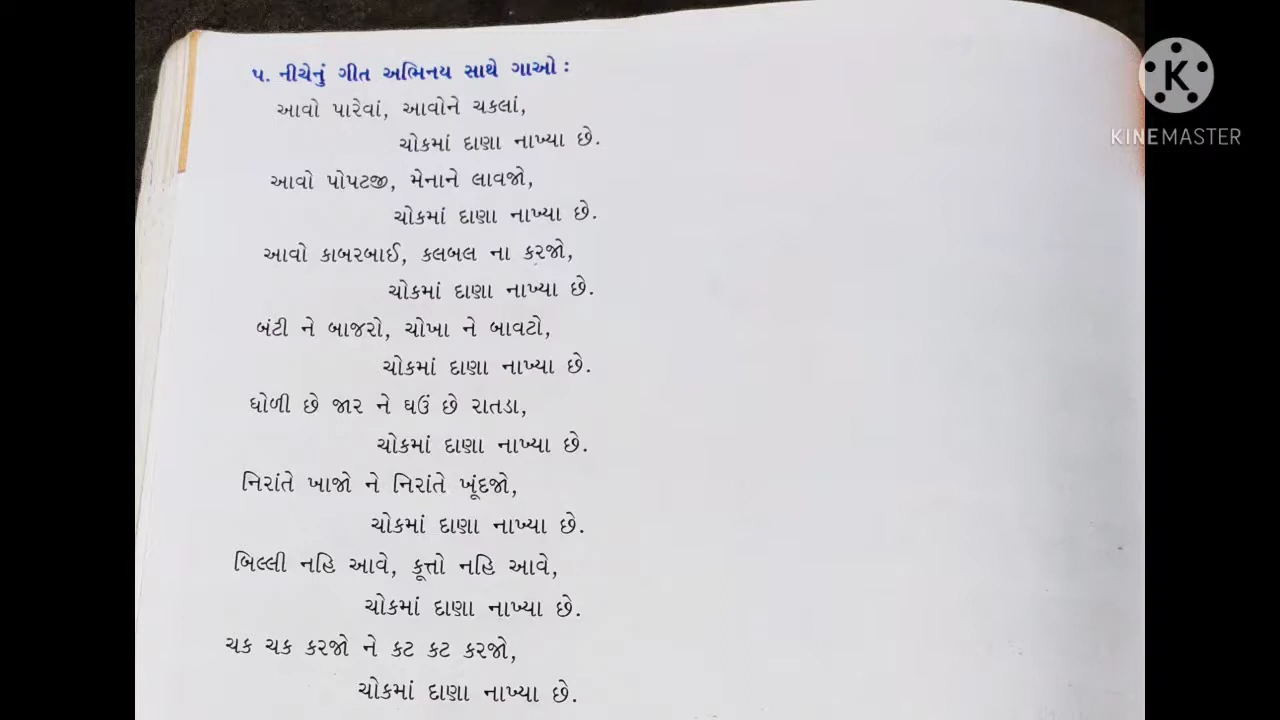 ૫. નીચેનું ગીત અભિનય સાથે ગાઓ :
આવો પારેવાં, આવોને ચકલાં,
ચોકમાં દાણા નાખ્યા છે.
આવો પોપટજી, મેનાને લાવજો,
ચોકમાં દાણા નાખ્યા છે.
આવો કાબરબાઈ, કલબલ ના કરજો,
ચોકમાં દાણા નાખ્યા છે.
બંટી ને બાજરો, ચોખા ને બાવટો,
ચોકમાં દાણા નાખ્યા છે.
ધોળી છે જાર ને ઘઉં છે રાતડા,
ચોકમાં દાણા નાખ્યા છે.
નિરાંતે ખાજો ને નિરાંતે ખૂંદજો,
ચોકમાં દાણા નાખ્યા છે.
બિલ્લી નહિ આવે, કૂત્તો નહિ આવે,
ચોકમાં દાણા નાખ્યા છે.
ચક ચક કરજો ને કટ કટ કરજો,
ચોકમાં દાણા નાખ્યા છે.
K
KINEMASTER